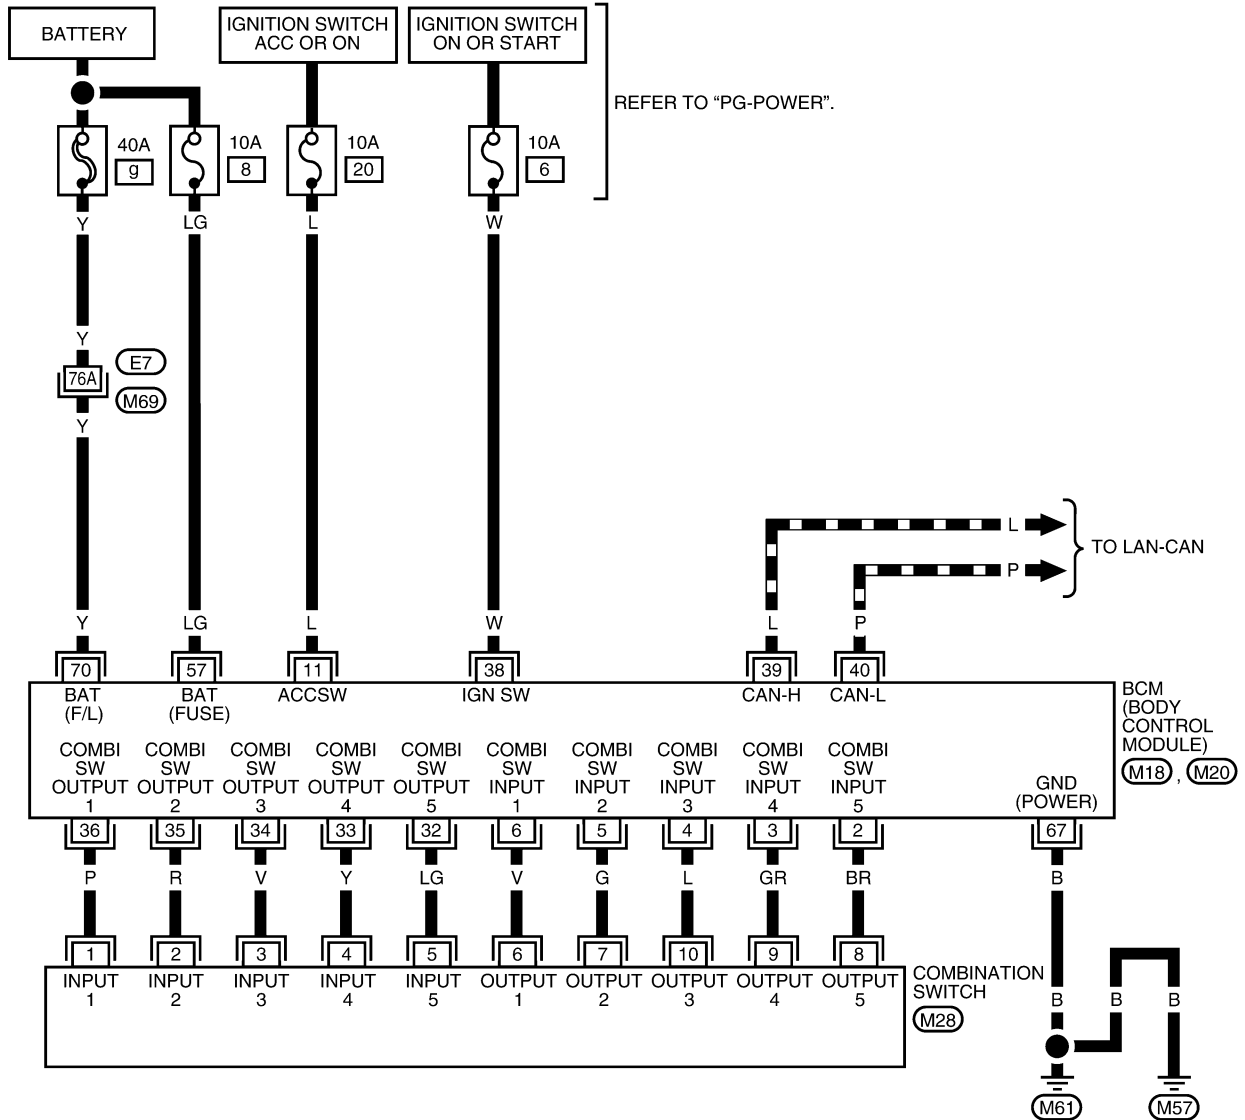 BATTERY
IGNITION SWITCH
ACC OR ON
IGNITION SWITCH
ON OR START
REFER TO “PG-POWER”.
40A
g
10A
8
10A
20
10A
6
Y LG L W
Y
E7
76A
M69
Y
L
TO LAN-CAN
P
Y LG L W L P
70 57 11 38 39 40
BAT
(F/L)
BAT
(FUSE)
ACCSW
IGN SW
CAN-H
CAN-L
BCM
(BODY
CONTROL
MODULE)
M18 , M20
COMBI
SW
OUTPUT
1
COMBI
SW
OUTPUT
2
COMBI
SW
OUTPUT
3
COMBI
SW
OUTPUT
4
COMBI
SW
OUTPUT
5
COMBI
SW
INPUT
1
COMBI
SW
INPUT
2
COMBI
SW
INPUT
3
COMBI
SW
INPUT
4
COMBI
SW
INPUT
5
GND
(POWER)
36 35 34 33 32 6 5 4 3 2 67
P R V Y LG V G L GR BR B
1 2 3 4 5 6 7 10 9 8
INPUT
1
INPUT
2
INPUT
3
INPUT
4
INPUT
5
OUTPUT
1
OUTPUT
2
OUTPUT
3
OUTPUT
4
OUTPUT
5
COMBINATION
SWITCH
M28
B B B
M61
M57